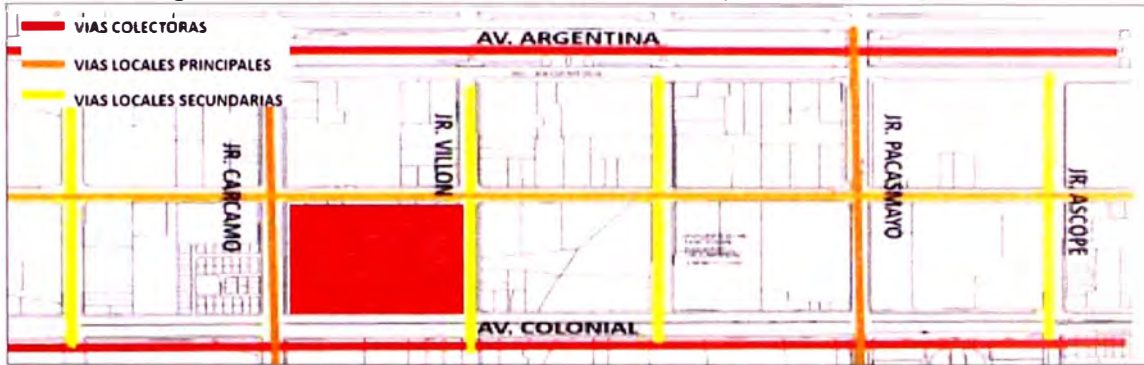 VIAS COLECTORAS
VIAS LOCALES PRINCIPALES
VIAS LOCALES SECUNDARIAS
AV. ARGENTINA
JR. CARCAMO
JR. VILLON
JR. PACASMAYO
JR. ASCOPE
AV. COLONIAL